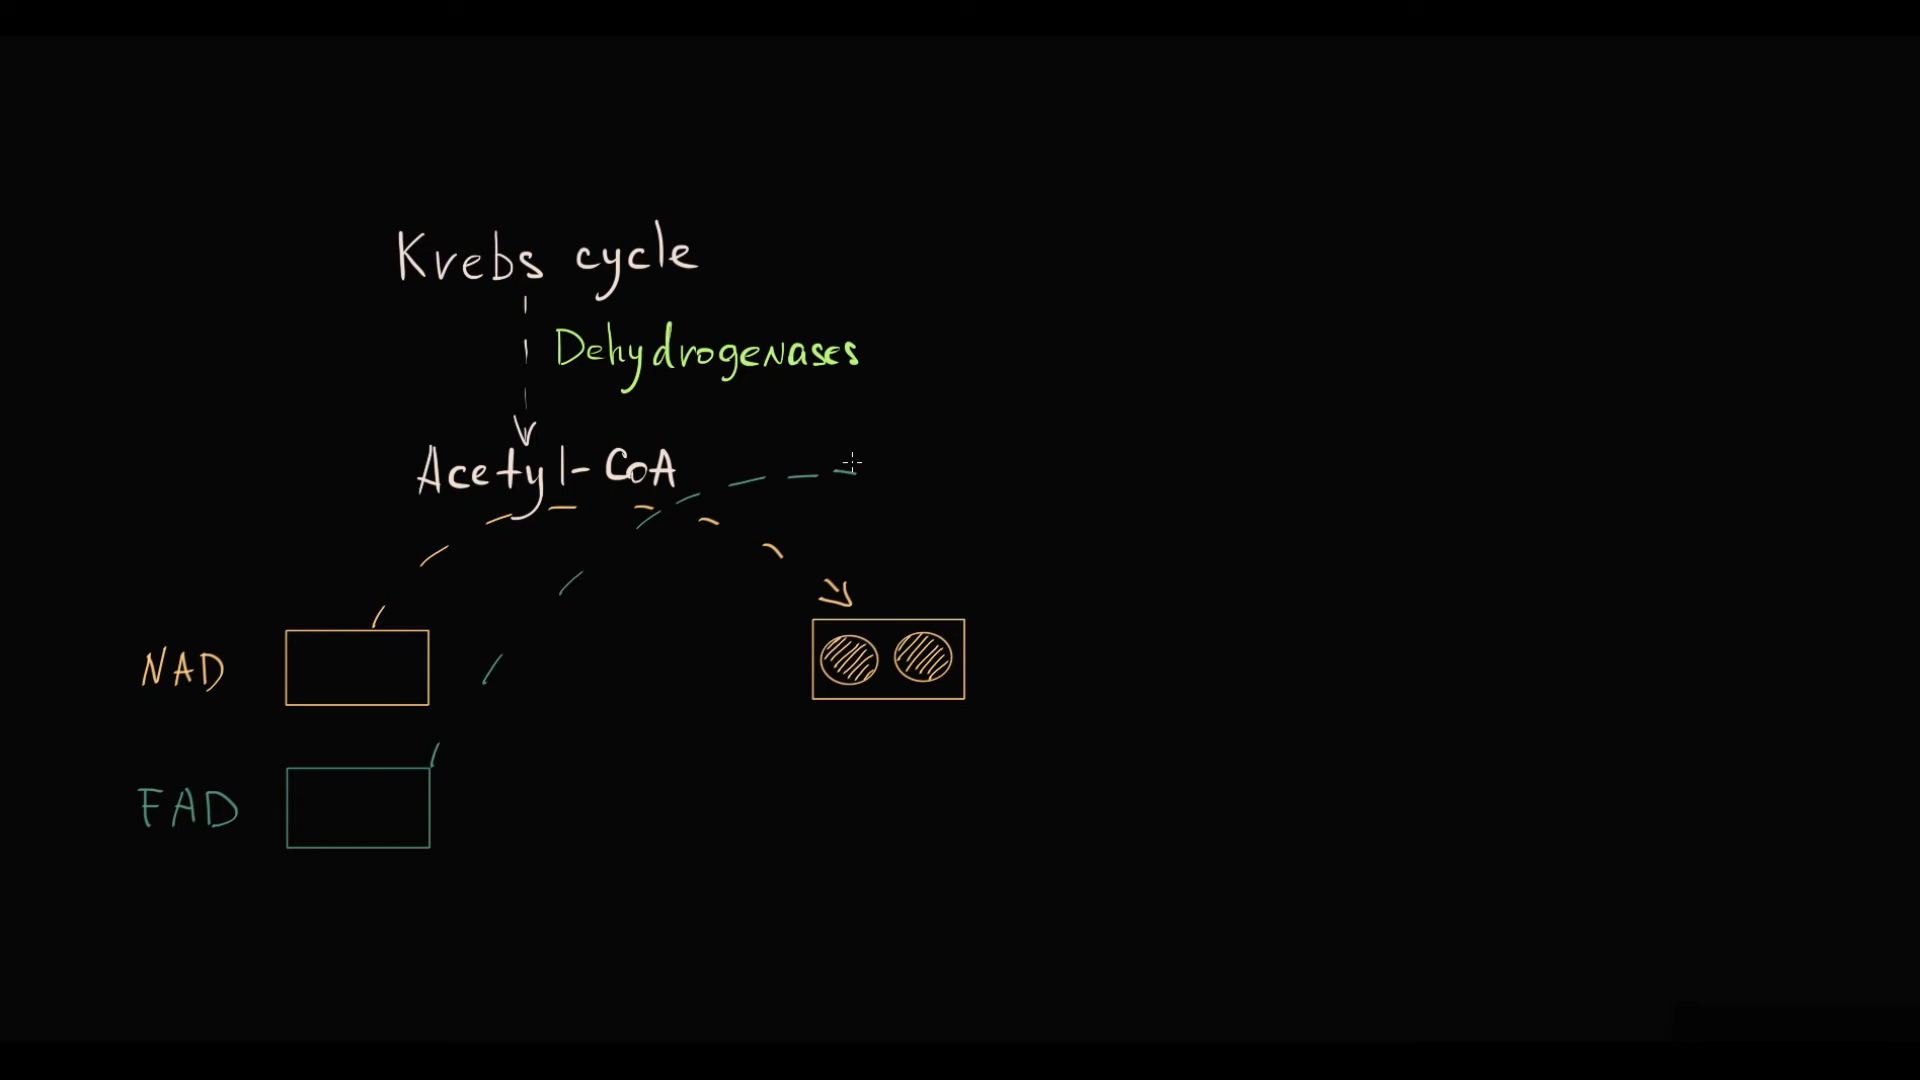 Krebs cycle
Dehydrogenases
Acetyl-CoA
NAD
FAD